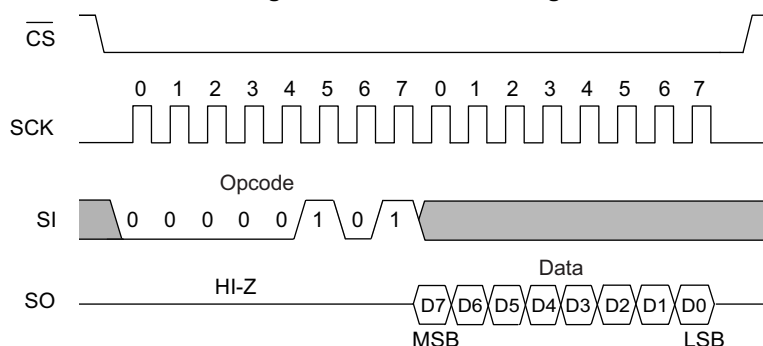 CS
0 1 2 3 4 5 6 7 0 1 2 3 4 5 6 7
SCK
Opcode
SI 0 0 0 0 0 1 0 1
HI-Z
Data
SO D7 D6 D5 D4 D3 D2 D1 D0
MSB LSB